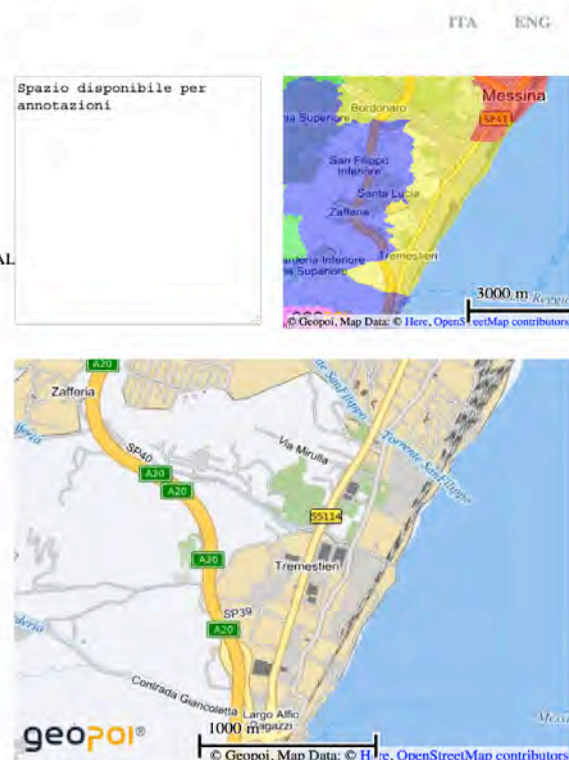 ITA ENG
Spazio disponibile per
annotazioni
Messina
Bordonaro
SP43
San Filippo
Inferiore
Santa Lucia
Zafferia
Tremestieri
3000 m
© Geopoi, Map Data: © Here, OpenStreetMap contributors
A20
Zafferia
Torrente SanFilippo
Via Mirulla
SP40
A20
A20
SS114
A20
Tremestieri
SP39
A20
Contrada Giancoletta
Largo Alfio
Ragazzi
1000 m
geopoi®
© Geopoi, Map Data: © Here, OpenStreetMap contributors